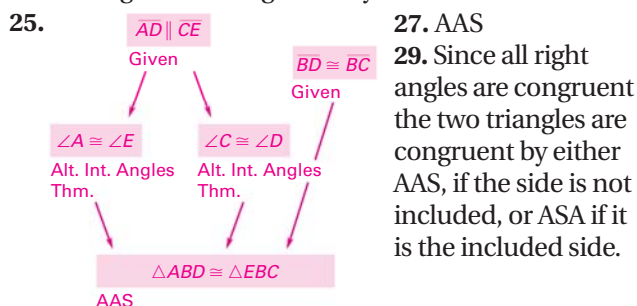 25.
AD ∥ CE
Given
BD ≅ BC
Given
∠A ≅ ∠E
Alt. Int. Angles
Thm.
∠C ≅ ∠D
Alt. Int. Angles
Thm.
△ABD ≅ △EBC
AAS
27. AAS
29. Since all right
angles are congruent
the two triangles are
congruent by either
AAS, if the side is not
included, or ASA if it
is the included side.